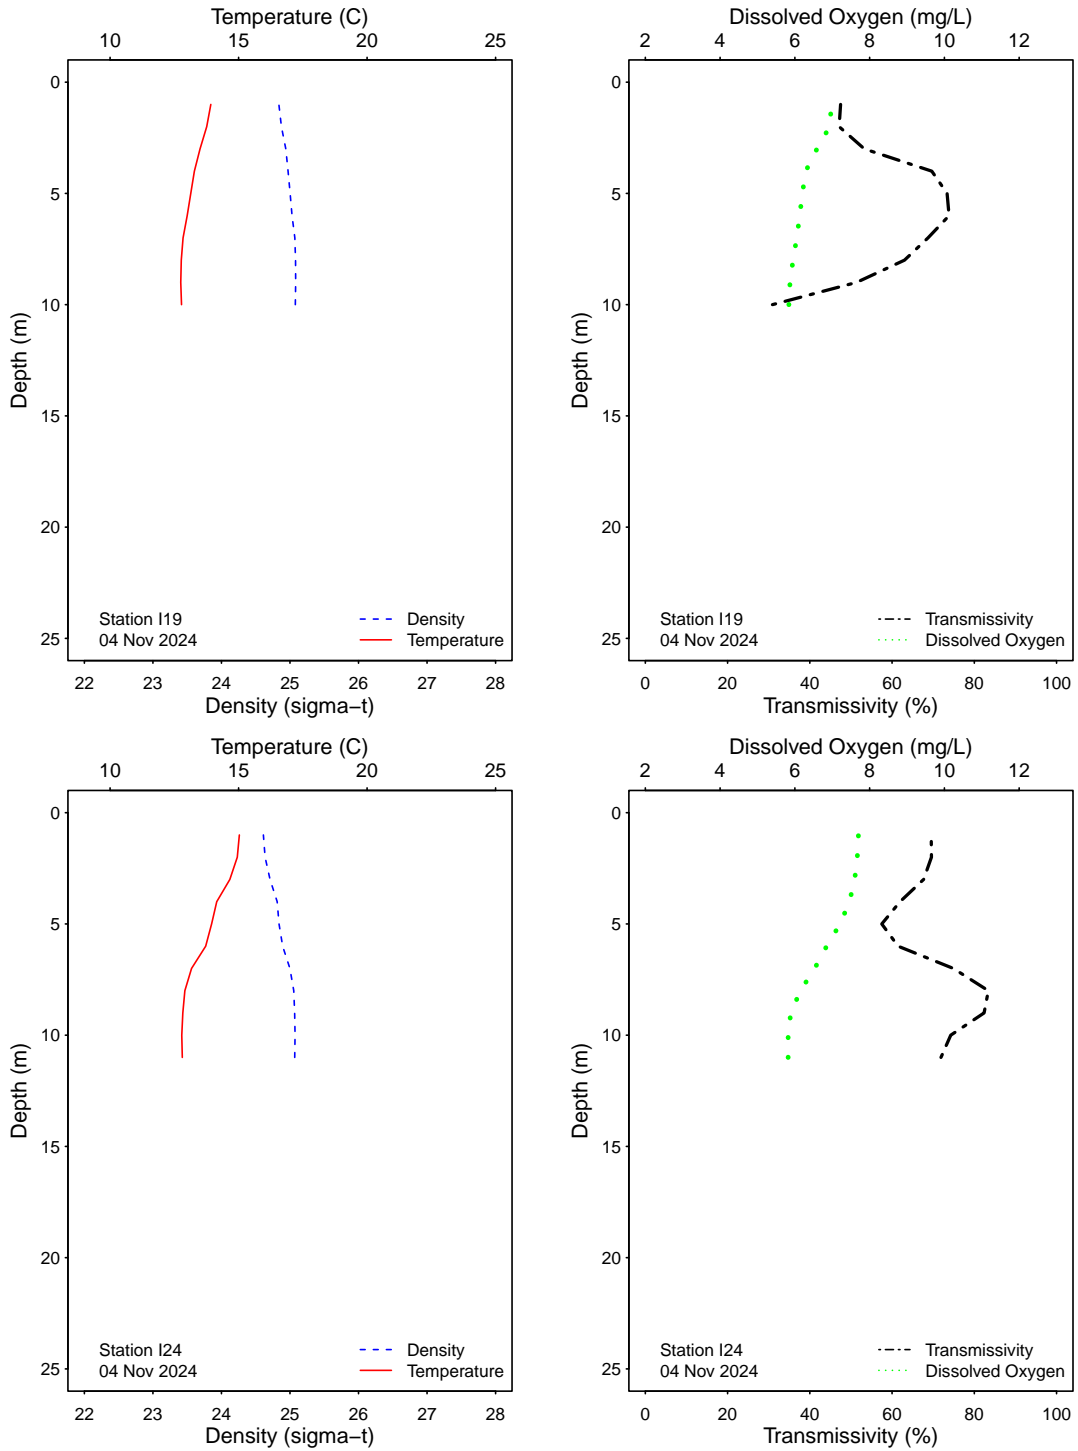 Temperature (C)
10 15 20 25
0
5
10
15
20
25
Depth (m)
Station I19
04 Nov 2024
Density
Temperature
22 23 24 25 26 27 28
Density (sigma−t)
Dissolved Oxygen (mg/L)
2 4 6 8 10 12
0
5
10
15
20
25
Depth (m)
Station I19
04 Nov 2024
Transmissivity
Dissolved Oxygen
0 20 40 60 80 100
Transmissivity (%)
Temperature (C)
10 15 20 25
0
5
10
15
20
25
Depth (m)
Station I24
04 Nov 2024
Density
Temperature
22 23 24 25 26 27 28
Density (sigma−t)
Dissolved Oxygen (mg/L)
2 4 6 8 10 12
0
5
10
15
20
25
Depth (m)
Station I24
04 Nov 2024
Transmissivity
Dissolved Oxygen
0 20 40 60 80 100
Transmissivity (%)